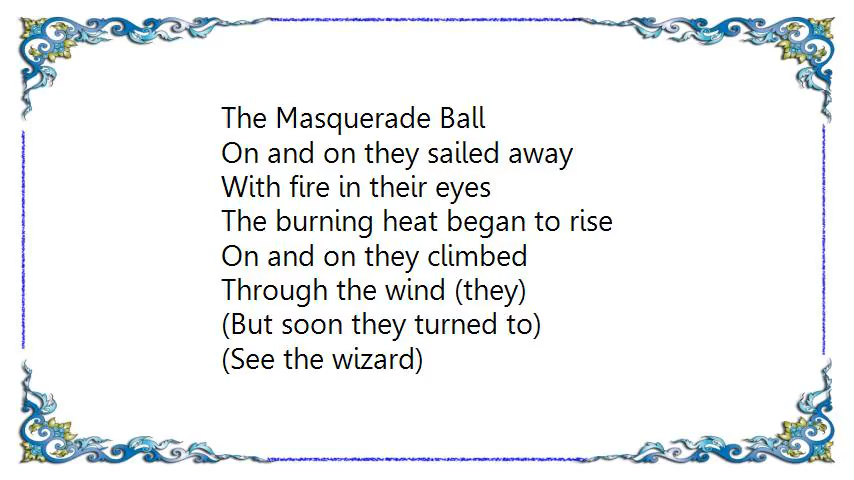 The Masquerade Ball
On and on they sailed away
With fire in their eyes
The burning heat began to rise
On and on they climbed
Through the wind (they)
(But soon they turned to)
(See the wizard)